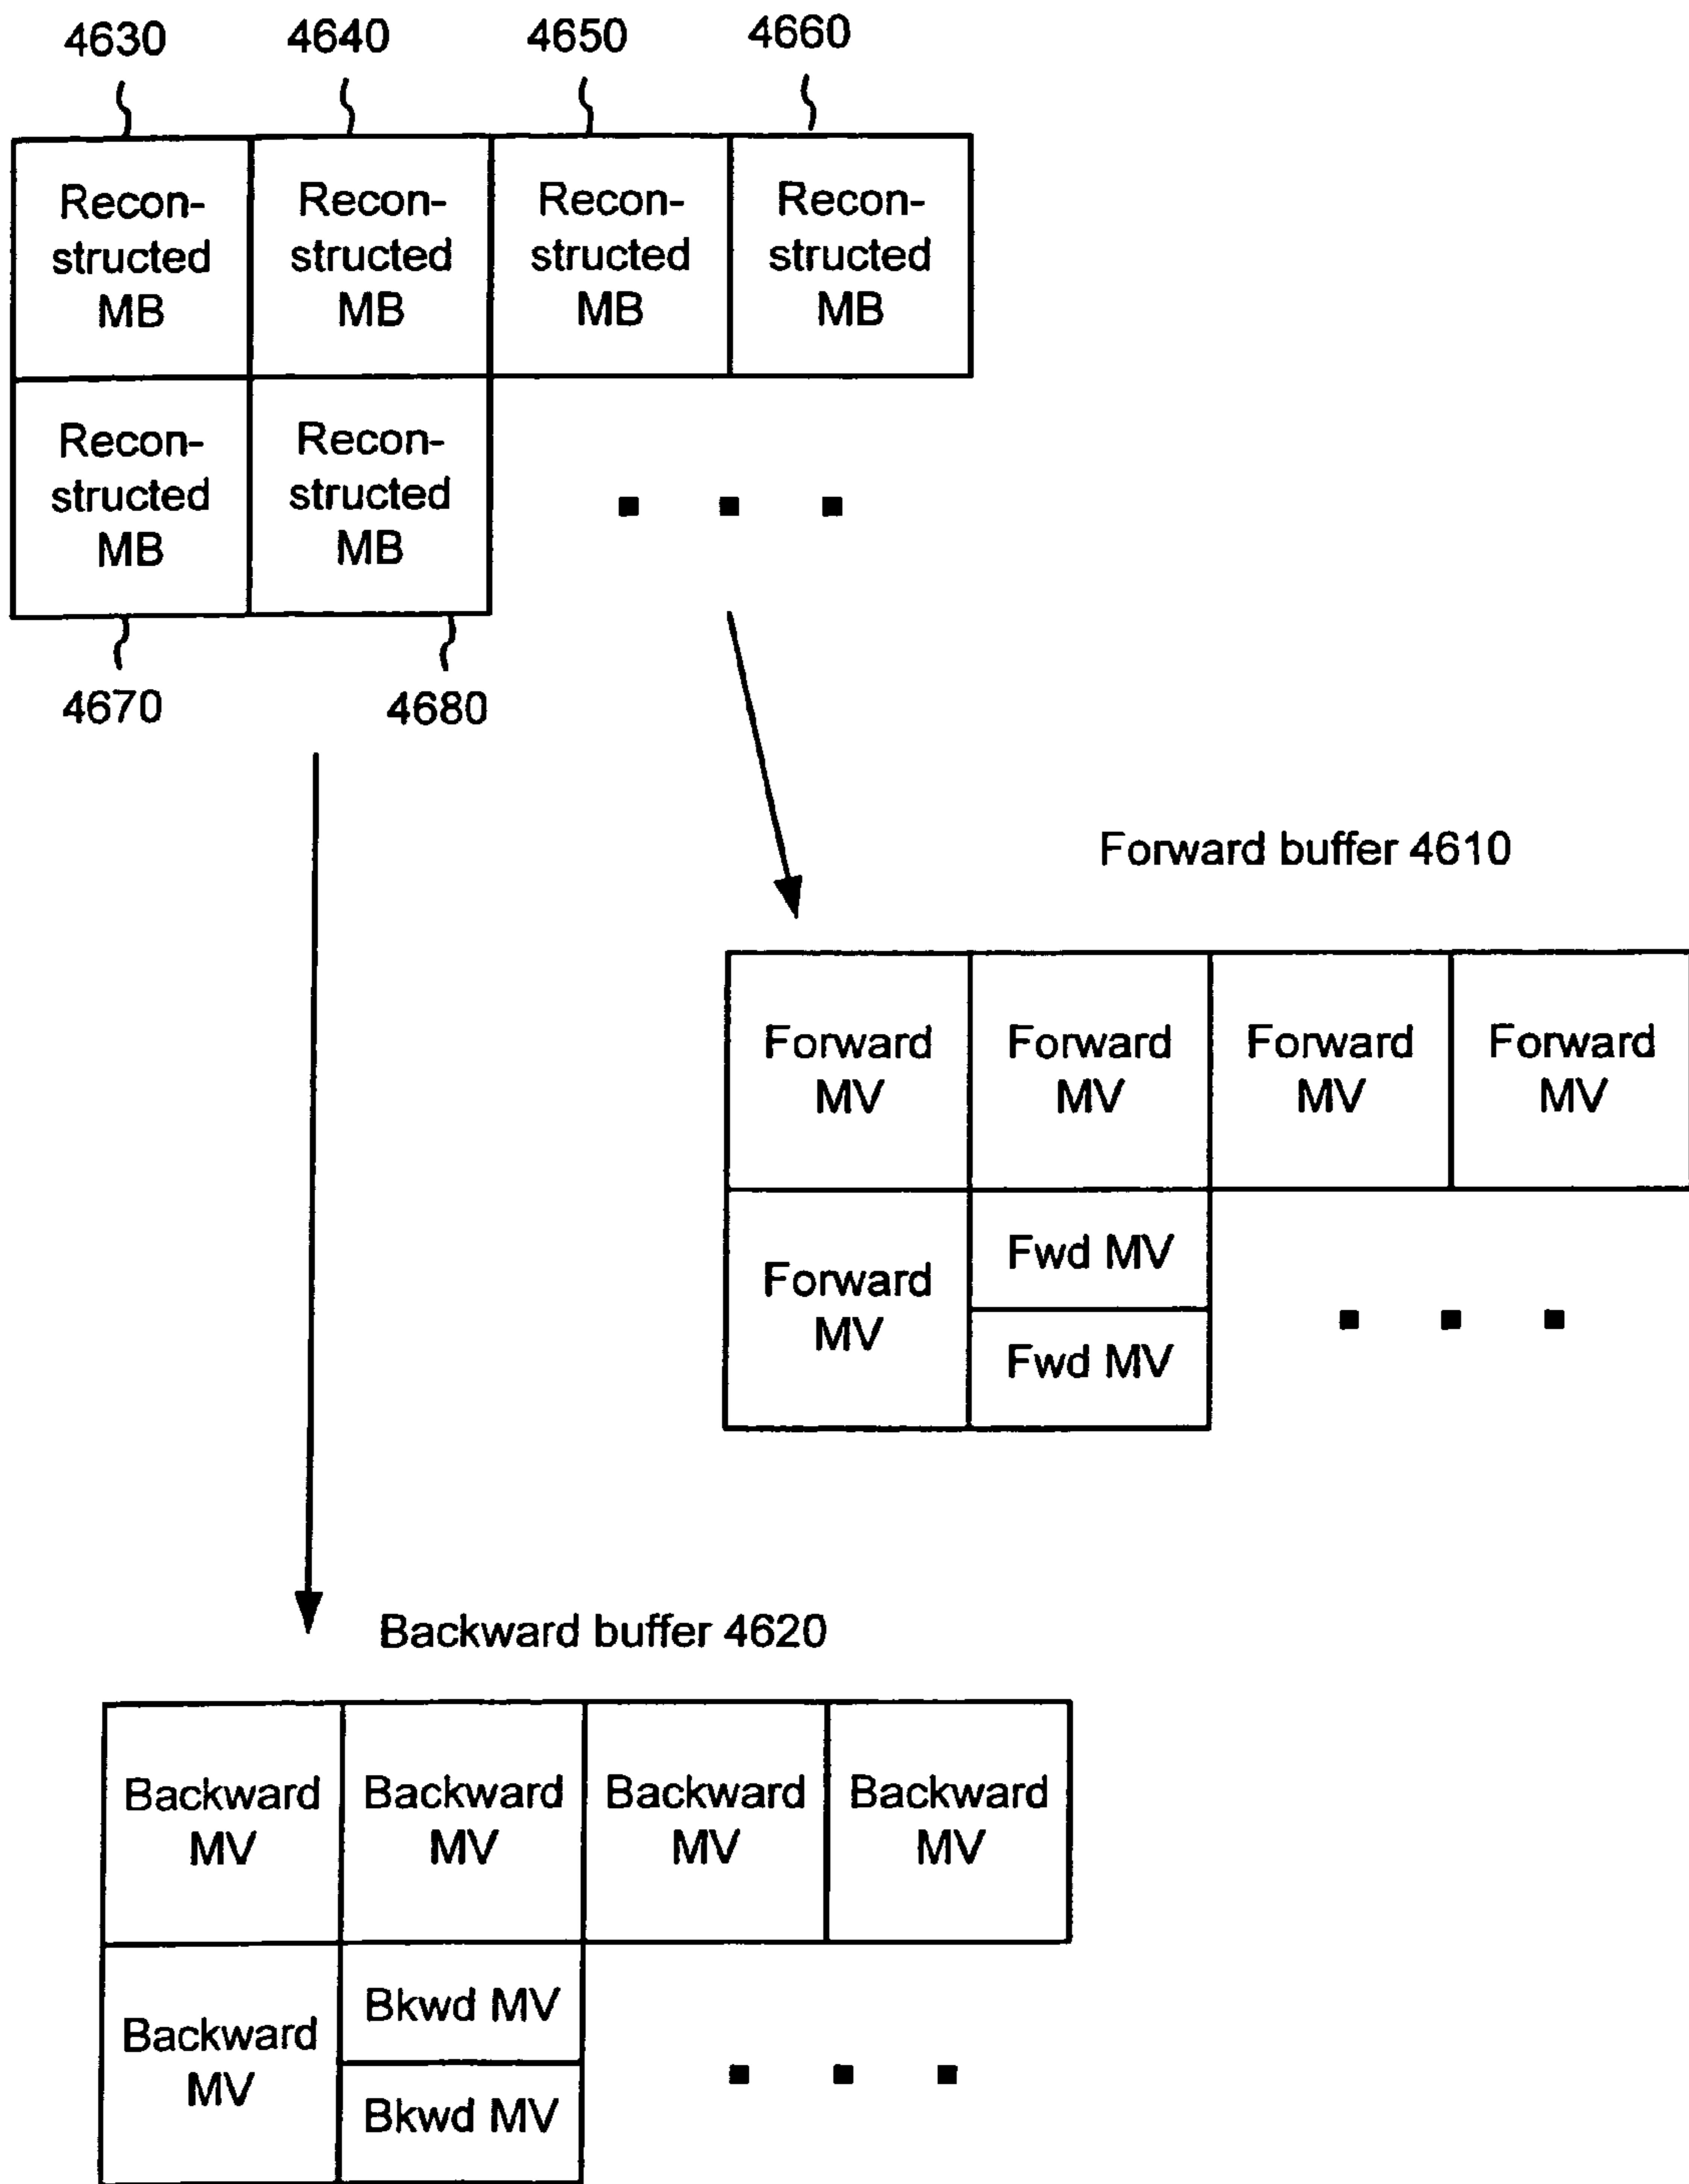 4630 4640 4650 4660
Recon-
structed
MB
Recon-
structed
MB
Recon-
structed
MB
Recon-
structed
MB
Recon-
structed
MB
Recon-
structed
MB
4670 4680
Forward buffer 4610
Forward
MV
Forward
MV
Forward
MV
Forward
MV
Forward
MV
Fwd MV
Fwd MV
Backward buffer 4620
Backward
MV
Backward
MV
Backward
MV
Backward
MV
Backward
MV
Bkwd MV
Bkwd MV